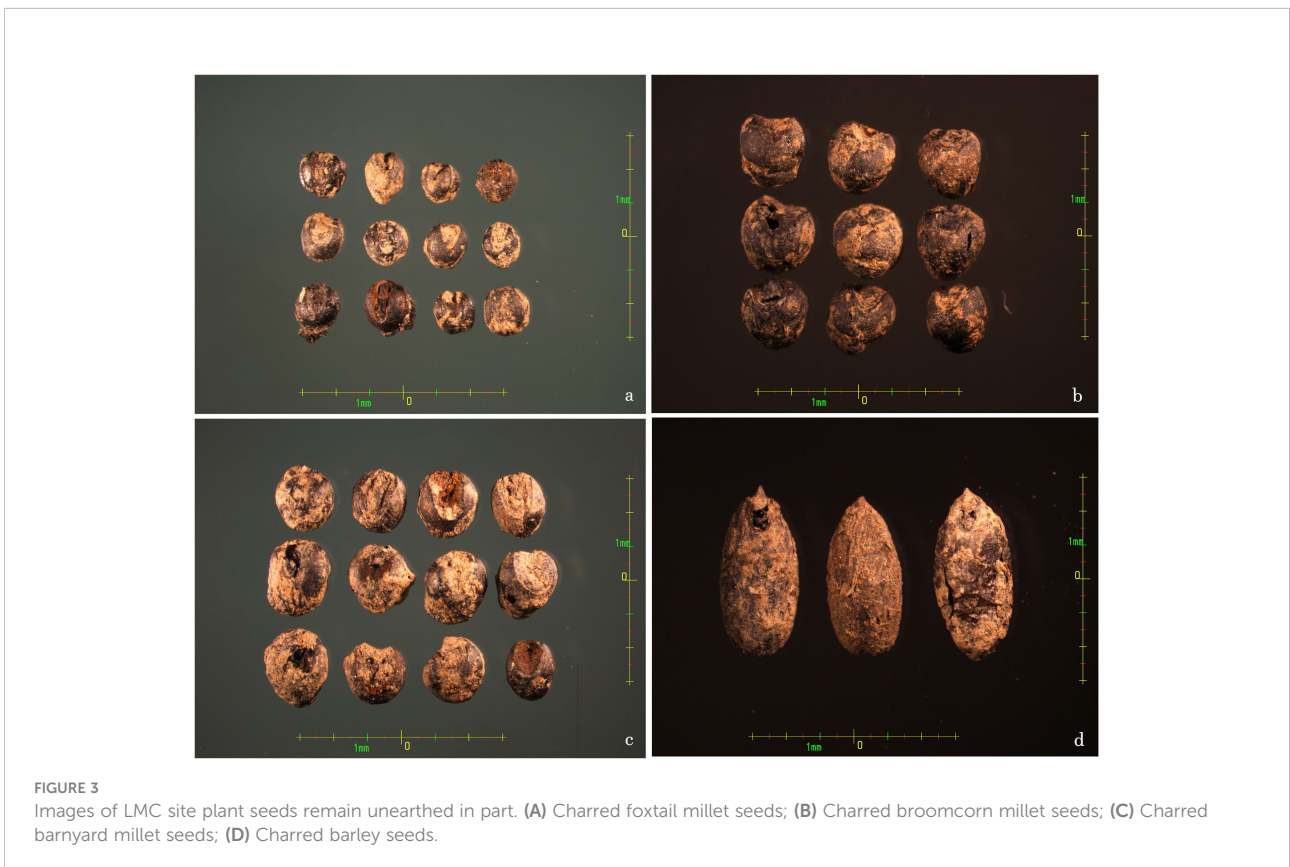 1mm
0
1mm
0
a
1mm
0
1mm
0
b
1mm
0
1mm
0
c
1mm
0
1mm
0
d
FIGURE 3
Images of LMC site plant seeds remain unearthed in part. (A) Charred foxtail millet seeds; (B) Charred broomcorn millet seeds; (C) Charred
barnyard millet seeds; (D) Charred barley seeds.